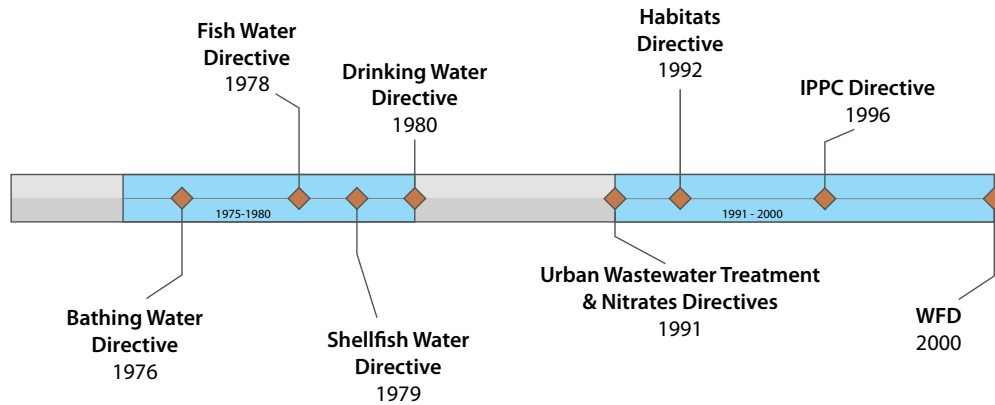 Fish Water
Directive
1978
Drinking Water
Directive
1980
Habitats
Directive
1992
IPPC Directive
1996
1975-1980
1991 - 2000
Bathing Water
Directive
1976
Shellfish Water
Directive
1979
Urban Wastewater Treatment
& Nitrates Directives
1991
WFD
2000